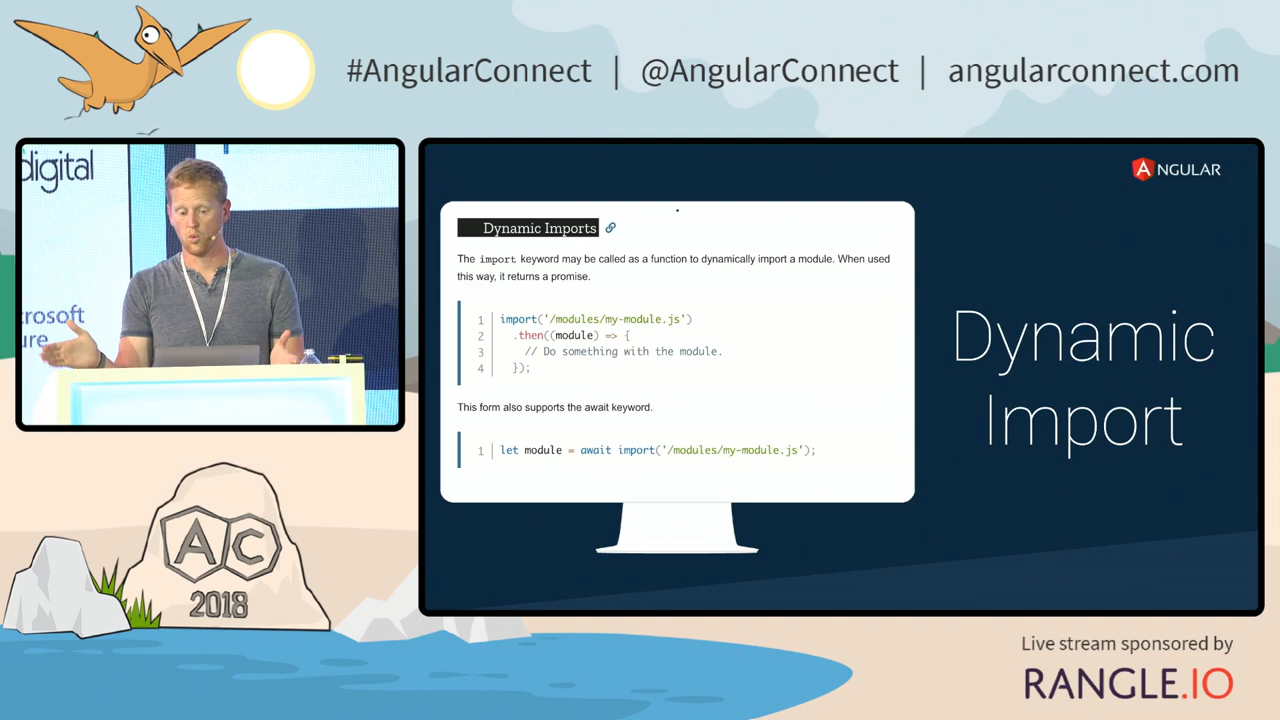 #AngularConnect | @AngularConnect | angularconnect.com
digital
crosoft
ure
ANGULAR
Dynamic Imports
The import keyword may be called as a function to dynamically import a module. When used
this way, it returns a promise.
1 import('/modules/my-module.js')
2 .then((module) => {
3 // Do something with the module.
4 });
This form also supports the await keyword.
1 let module = await import('/modules/my-module.js');
Dynamic
Import
AC
2018
Live stream sponsored by
RANGLE.IO